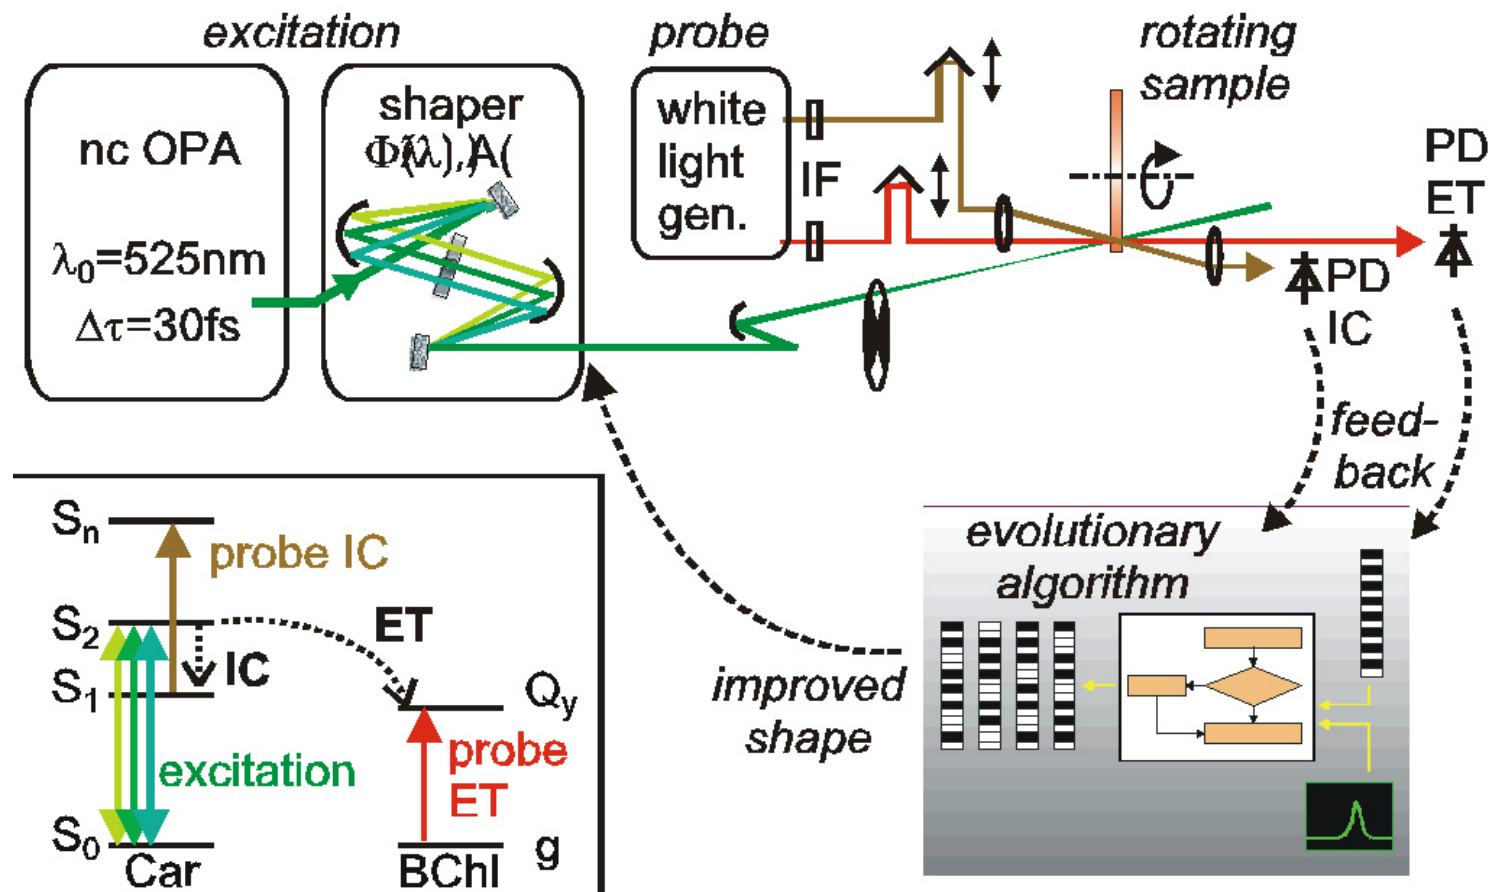 excitation
nc OPA
λ0=525nm
Δτ=30fs
shaper
Φ(λ),A(
probe
white
light
gen.
IF
rotating
sample
PD
ET
PD
IC
feed-
back
evolutionary
algorithm
improved
shape
Sn
probe IC
S2
ET
IC
S1
Qy
excitation
probe
ET
S0
g
Car
BChl